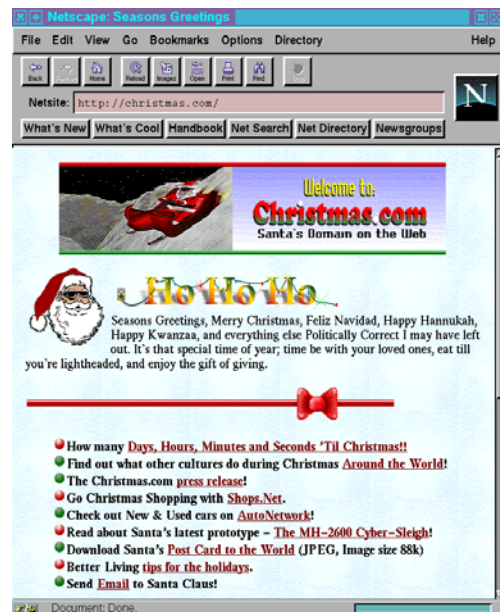 Netscape: Seasons Greetings
File Edit View Go Bookmarks Options Directory Help
Back Home Reload Images Open Print Find
N
Netsite: http://christmas.com/
What's New What's Cool Handbook Net Search Net Directory Newsgroups
Welcome to:
Christmas.com
Santa's Domain on the Web
Ho Ho Ho
Seasons Greetings, Merry Christmas, Feliz Navidad, Happy Hannukah,
Happy Kwanzaa, and everything else Politically Correct I may have left
out. It's that special time of year; time be with your loved ones, eat till
you're lightheaded, and enjoy the gift of giving.
How many Days, Hours, Minutes and Seconds 'Til Christmas!!
Find out what other cultures do during Christmas Around the World!
The Christmas.com press release!
Go Christmas Shopping with Shops.Net.
Check out New & Used cars on AutoNetwork!
Read about Santa's latest prototype – The MH-2600 Cyber-Sleigh!
Download Santa's Post Card to the World (JPEG, Image size 88k)
Better Living tips for the holidays.
Send Email to Santa Claus!
Document: Done.